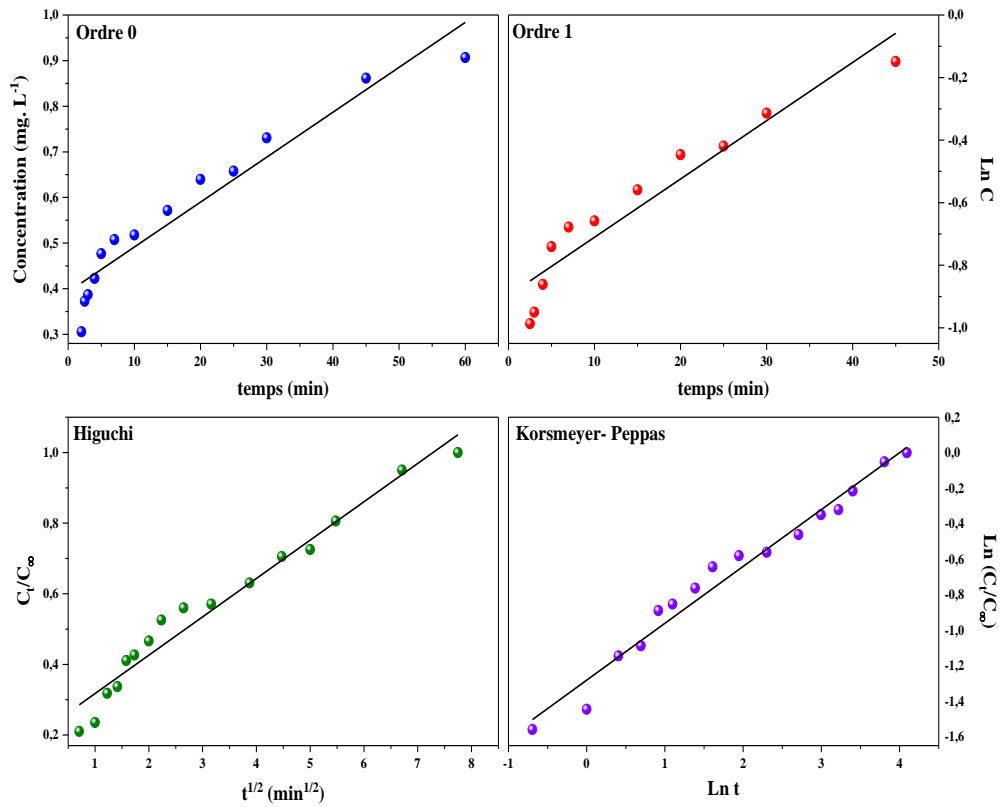 Ordre 0
1,0
0,9
0,8
0,7
0,6
0,5
0,4
0,3
Concentration (mg. L⁻¹)
0 10 20 30 40 50 60
temps (min)
Ordre 1
0,0
-0,2
-0,4
-0,6
-0,8
-1,0
Ln C
0 10 20 30 40 50
temps (min)
Higuchi
1,0
0,8
0,6
0,4
0,2
Cₜ/C∞
1 2 3 4 5 6 7 8
t^1/2 (min^1/2)
Korsmeyer- Peppas
0,2
0,0
-0,2
-0,4
-0,6
-0,8
-1,0
-1,2
-1,4
-1,6
Ln (Cₜ/C∞)
-1 0 1 2 3 4
Ln t